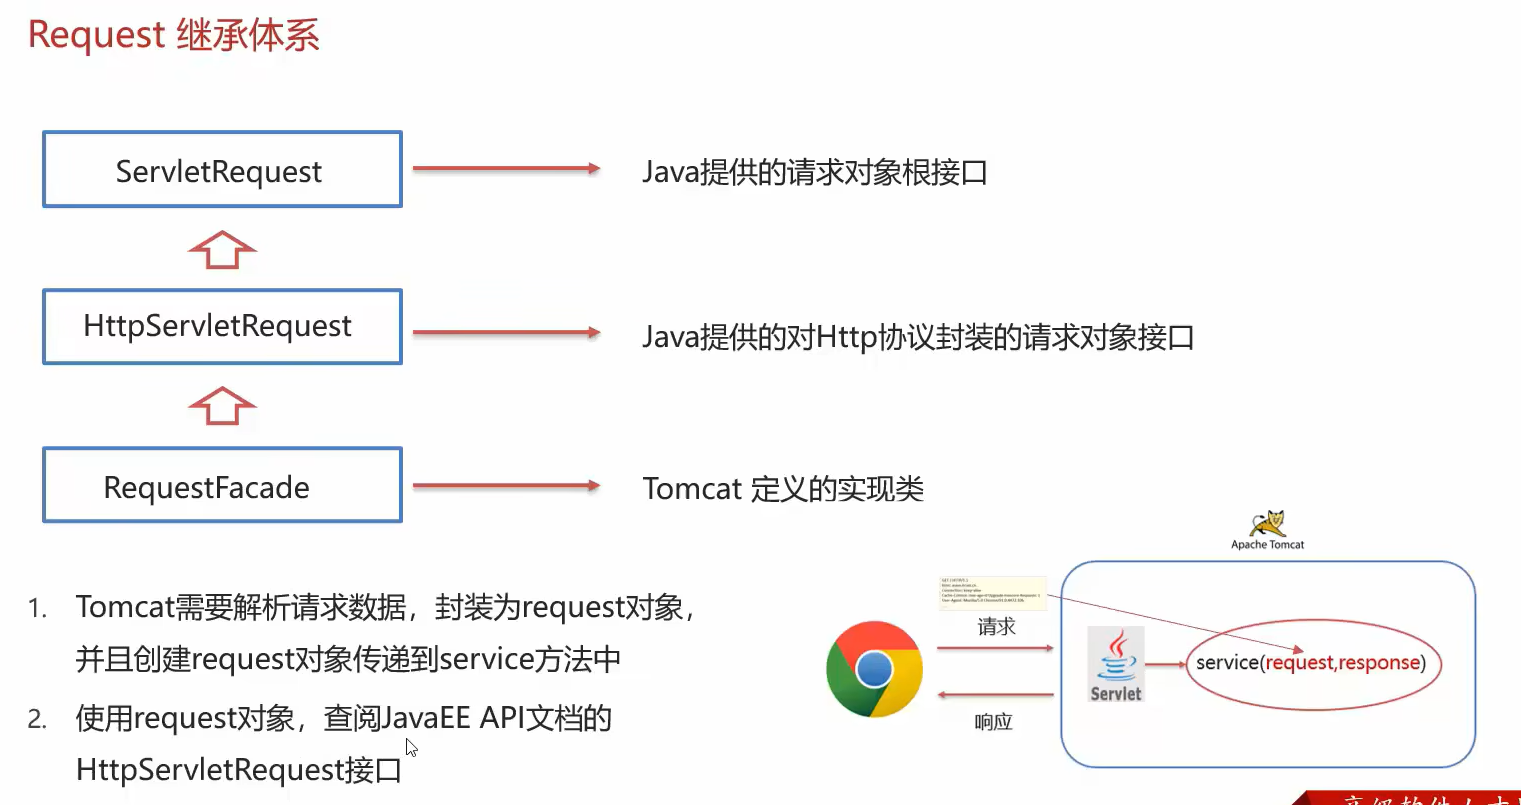 Request 继承体系
ServletRequest
Java提供的请求对象根接口
HttpServletRequest
Java提供的对Http协议封装的请求对象接口
RequestFacade
Tomcat 定义的实现类
1. Tomcat需要解析请求数据，封装为request对象，
并且创建request对象传递到service方法中
2. 使用request对象，查阅JavaEE API文档的
HttpServletRequest接口
Apache Tomcat
请求
响应
Servlet
service(request,response)